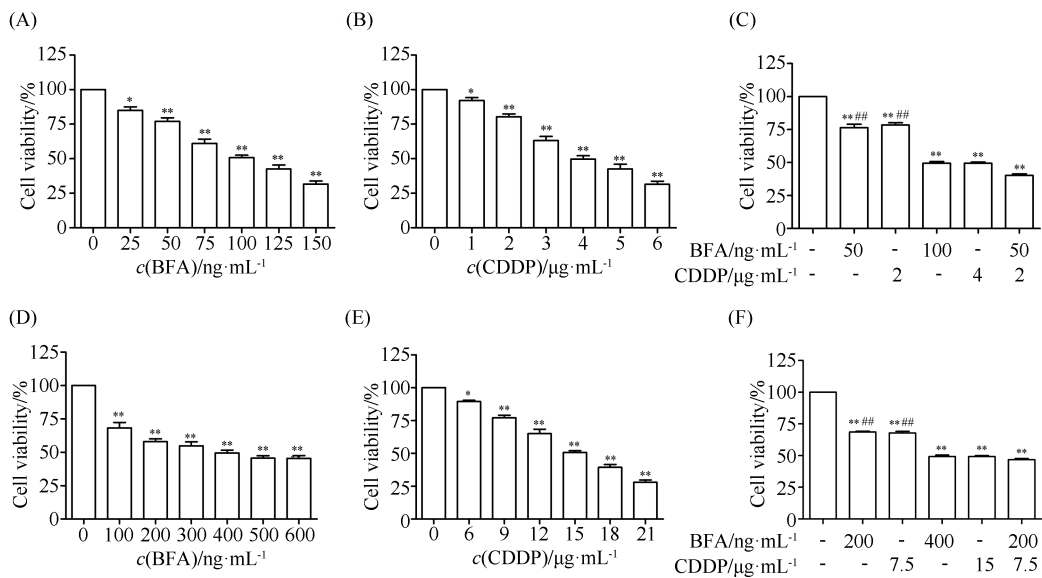 (A)
125
100
75
50
25
0
Cell viability/%
*
**
**
**
**
**
0 25 50 75 100 125 150
c(BFA)/ng·mL-1
(B)
125
100
75
50
25
0
Cell viability/%
*
**
**
**
**
**
0 1 2 3 4 5 6
c(CDDP)/μg·mL-1
(C)
125
100
75
50
25
0
Cell viability/%
** ##
** ##
**
**
**
BFA/ng·mL-1 - 50 - 100 - 50
CDDP/μg·mL-1 - - 2 - 4 2
(D)
125
100
75
50
25
0
Cell viability/%
**
**
**
**
**
**
0 100 200 300 400 500 600
c(BFA)/ng·mL-1
(E)
125
100
75
50
25
0
Cell viability/%
*
**
**
**
**
**
0 6 9 12 15 18 21
c(CDDP)/μg·mL-1
(F)
125
100
75
50
25
0
Cell viability/%
** ##
** ##
**
**
**
BFA/ng·mL-1 - 200 - 400 - 200
CDDP/μg·mL-1 - - 7.5 - 15 7.5